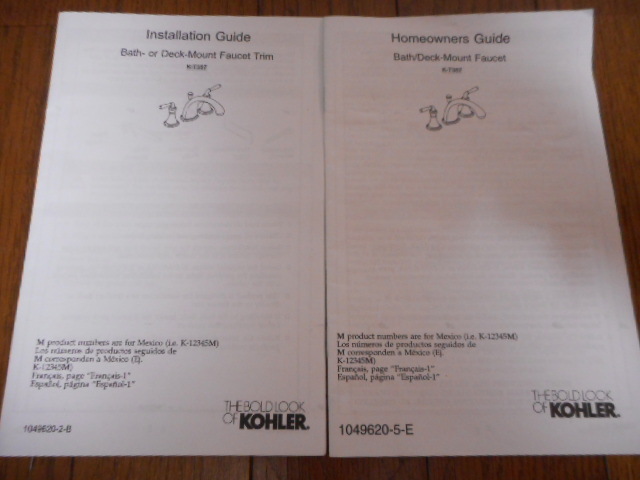 Installation Guide
Bath- or Deck-Mount Faucet Trim
M product numbers are for Mexico (i.e. K-12345M)
Los números de productos seguidos de
M corresponden a México (Ej.
K-12345M)
Français, page "Français-1"
Español, página "Español-1"
THE BOLD LOOK
OF KOHLER.
1049620-2-B
Homeowners Guide
Bath/Deck-Mount Faucet
M product numbers are for Mexico (i.e. K-12345M)
Los números de productos seguidos de
M corresponden a México (Ej.
K-12345M)
Français, page "Français-1"
Español, página "Español-1"
THE BOLD LOOK
OF KOHLER.
1049620-5-E